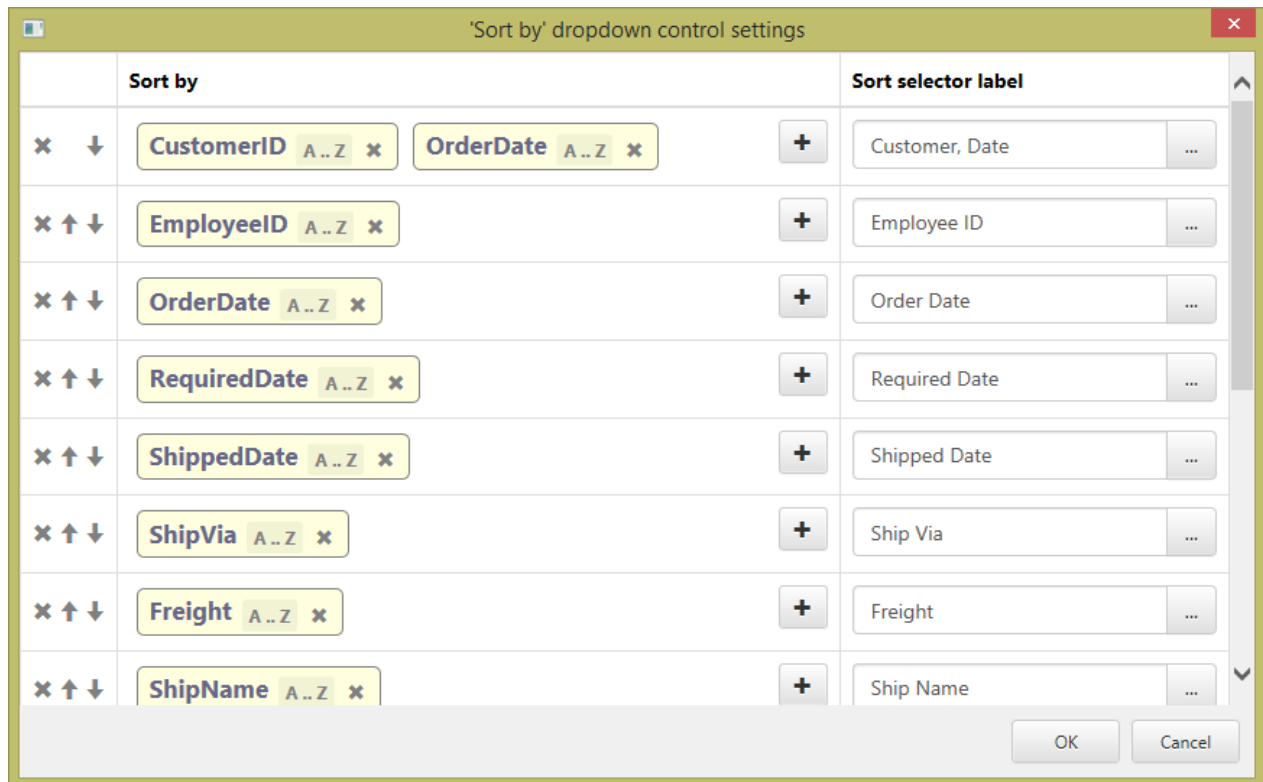 'Sort by' dropdown control settings
Sort by Sort selector label
CustomerID A..Z OrderDate A..Z Customer, Date ...
EmployeeID A..Z Employee ID ...
OrderDate A..Z Order Date ...
RequiredDate A..Z Required Date ...
ShippedDate A..Z Shipped Date ...
ShipVia A..Z Ship Via ...
Freight A..Z Freight ...
ShipName A..Z Ship Name ...
OK Cancel